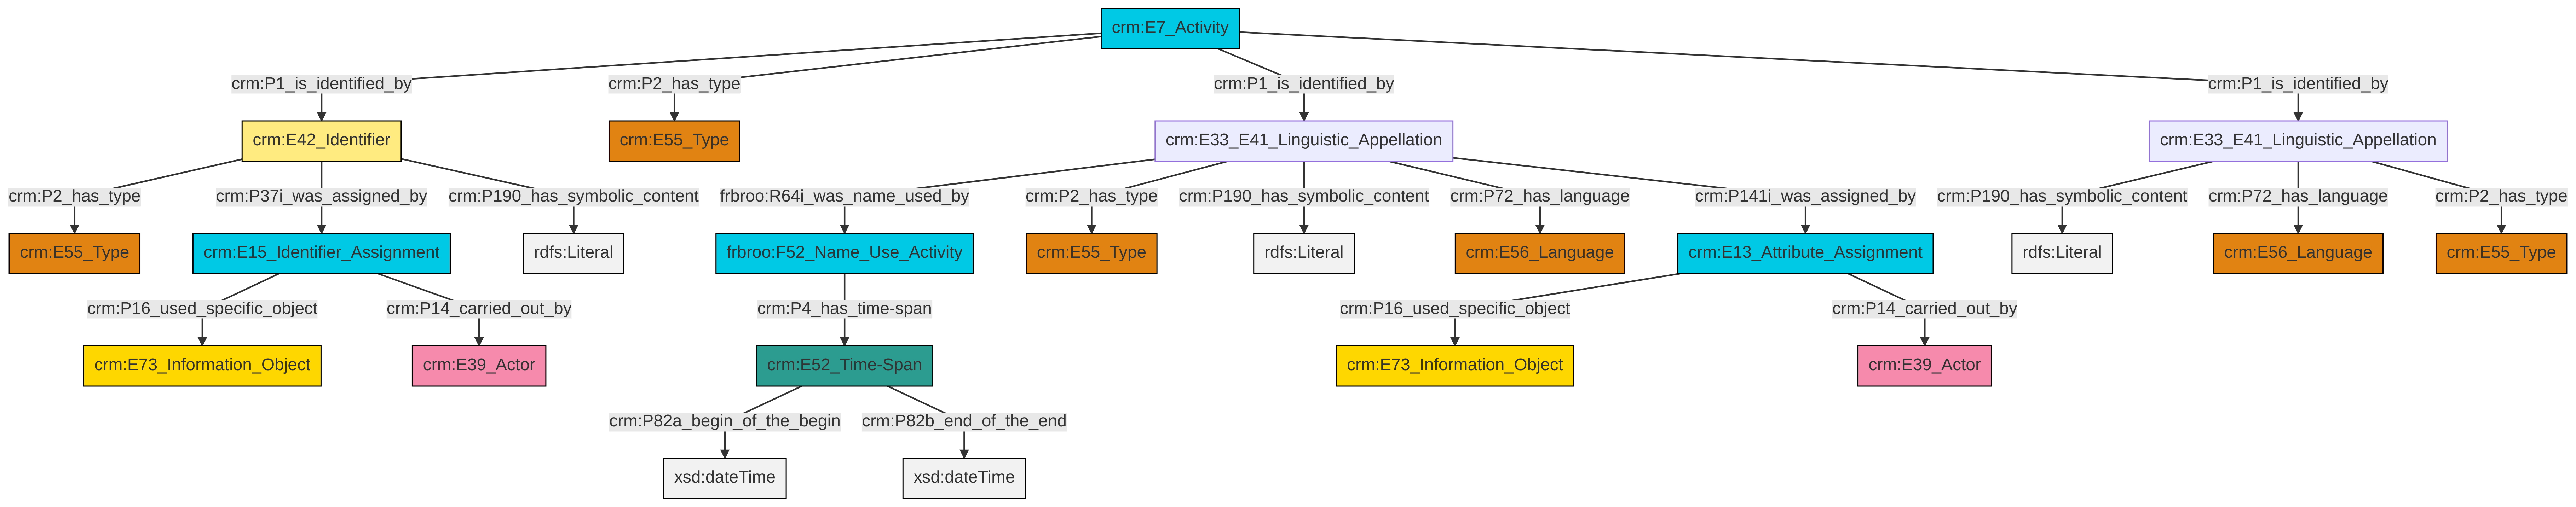 crm:E7_Activity
crm:P1_is_identified_by
crm:P2_has_type
crm:P1_is_identified_by
crm:P1_is_identified_by
crm:E42_Identifier
crm:E55_Type
crm:E33_E41_Linguistic_Appellation
crm:E33_E41_Linguistic_Appellation
crm:P2_has_type
crm:P37i_was_assigned_by
crm:P190_has_symbolic_content
frbroo:R64i_was_name_used_by
crm:P2_has_type
crm:P190_has_symbolic_content
crm:P72_has_language
crm:P141i_was_assigned_by
crm:P190_has_symbolic_content
crm:P72_has_language
crm:P2_has_type
crm:E55_Type
crm:E15_Identifier_Assignment
rdfs:Literal
frbroo:F52_Name_Use_Activity
crm:E55_Type
rdfs:Literal
crm:E56_Language
crm:E13_Attribute_Assignment
rdfs:Literal
crm:E56_Language
crm:E55_Type
crm:P16_used_specific_object
crm:P14_carried_out_by
crm:P4_has_time-span
crm:P16_used_specific_object
crm:P14_carried_out_by
crm:E73_Information_Object
crm:E39_Actor
crm:E52_Time-Span
crm:E73_Information_Object
crm:E39_Actor
crm:P82a_begin_of_the_begin
crm:P82b_end_of_the_end
xsd:dateTime
xsd:dateTime